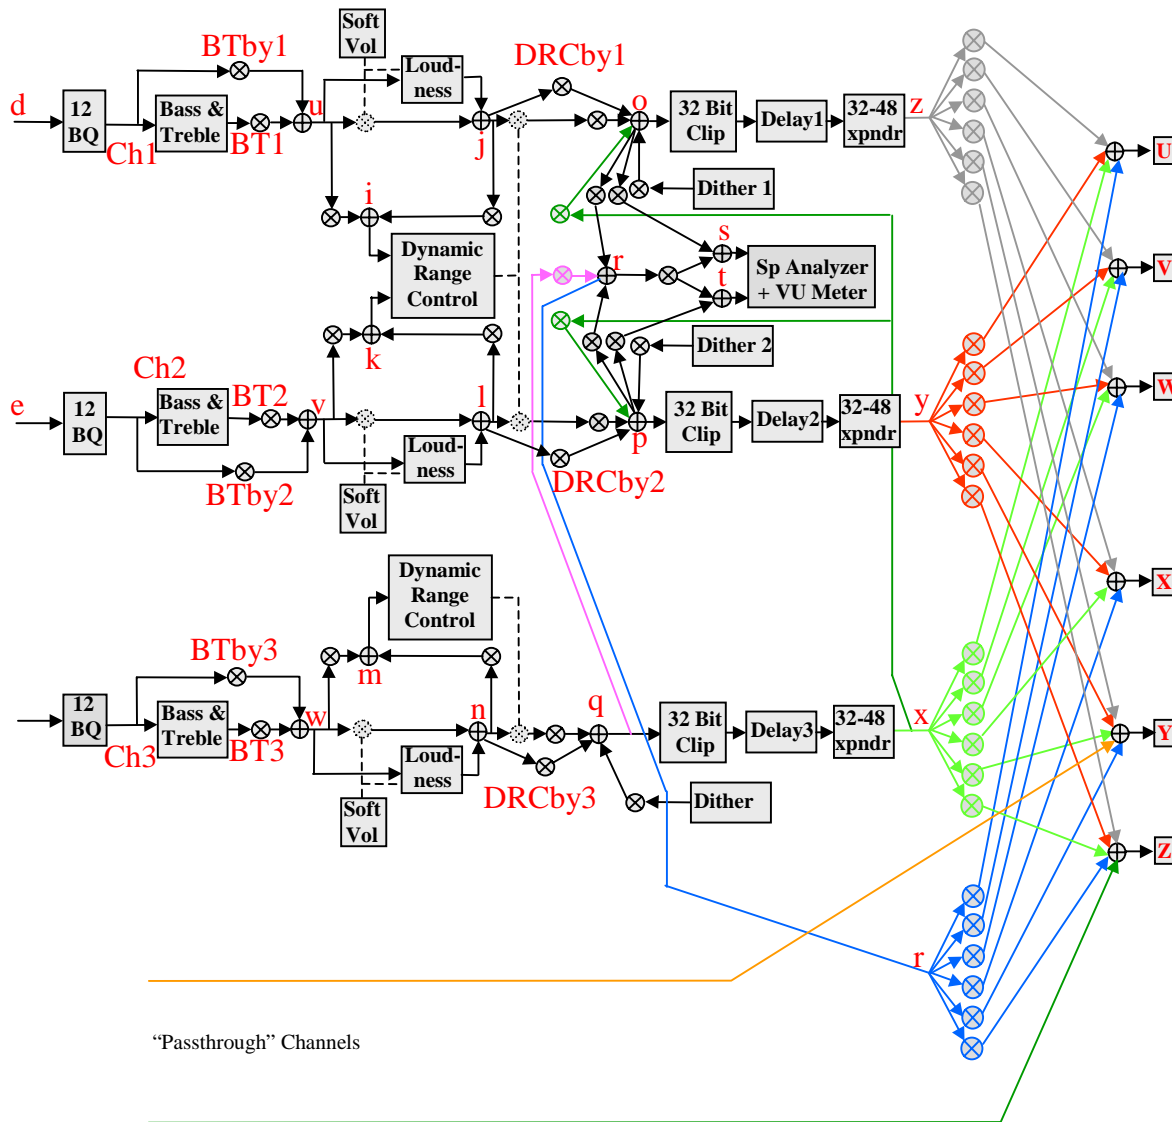 Soft
Vol
BTby1
DRCby1
Loud-
ness
d
12
BQ
Bass &
Treble
u
o
32 Bit
Clip
Delay1
32-48
xpndr
z
Ch1
BT1
j
U
Dither 1
i
Dynamic
Range
Control
r
s
t
Sp Analyzer
+ VU Meter
V
Dither 2
k
Ch2
W
e
12
BQ
Bass &
Treble
BT2
v
l
p
32 Bit
Clip
Delay2
32-48
xpndr
y
BTby2
Loud-
ness
Soft
Vol
DRCby2
Dynamic
Range
Control
X
BTby3
m
12
BQ
Bass &
Treble
Ch3
BT3
w
n
q
32 Bit
Clip
Delay3
32-48
xpndr
x
Y
Loud-
ness
Soft
Vol
DRCby3
Dither
Z
r
“Passthrough” Channels